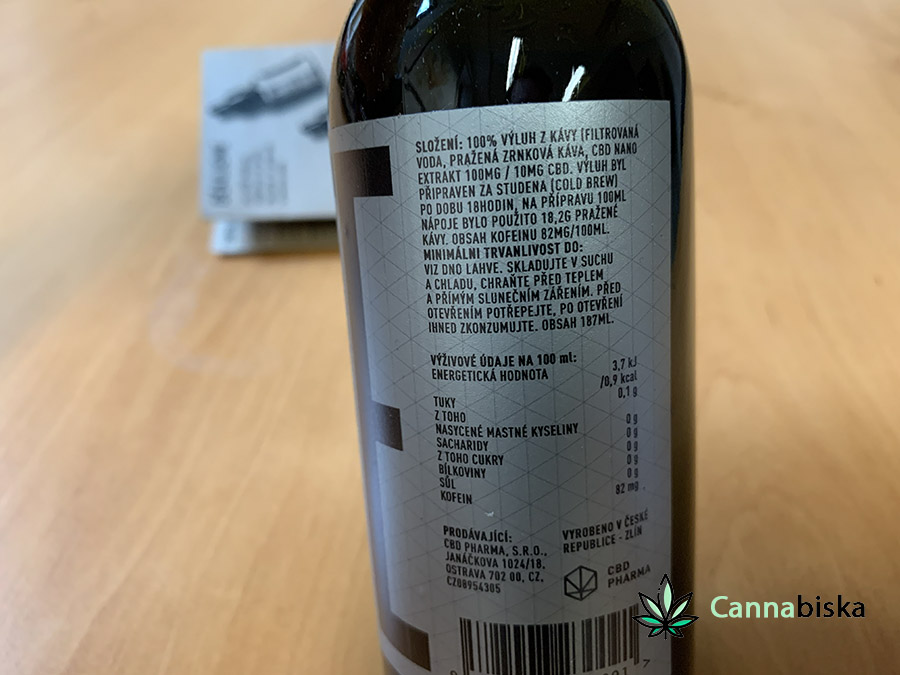 SLOŽENÍ: 100% VÝLUH Z KÁVY (FILTROVANÁ
VODA, PRAŽENÁ ZRNKOVÁ KÁVA, CBD NANO
EXTRAKT 100MG / 10MG CBD. VÝLUH BYL
PŘIPRAVEN ZA STUDENA (COLD BREW)
PO DOBU 18HODIN, NA PŘÍPRAVU 100ML
NÁPOJE BYLO POUŽITO 18,2G PRAŽENÉ
KÁVY. OBSAH KOFEINU 82MG/100ML.
MINIMÁLNI TRVANLIVOST DO:
VIZ DNO LAHVE. SKLADUJTE V SUCHU
A CHLADU, CHRAŇTE PŘED TEPLEM
A PŘÍMÝM SLUNEČNÍM ZÁŘENÍM. PŘED
OTEVŘENÍM POTŘEPEJTE, PO OTEVŘENÍ
IHNED ZKONZUMUJTE. OBSAH 187ML.
VÝŽIVOVÉ ÚDAJE NA 100 ml:
ENERGETICKÁ HODNOTA 3,7 kJ
/0,9 kcal
TUKY 0,1 g
Z TOHO
NASYCENÉ MASTNÉ KYSELINY 0 g
SACHARIDY 0 g
Z TOHO CUKRY 0 g
BÍLKOVINY 0 g
SŮL 0 g
KOFEIN 82 mg
PRODÁVAJÍCÍ:
CBD PHARMA, S.R.O.,
JANÁČKOVA 1024/18,
OSTRAVA 702 00, CZ,
CZ08954305
VYROBENO V ČESKÉ
REPUBLICE - ZLÍN
CBD
PHARMA
Cannabiska